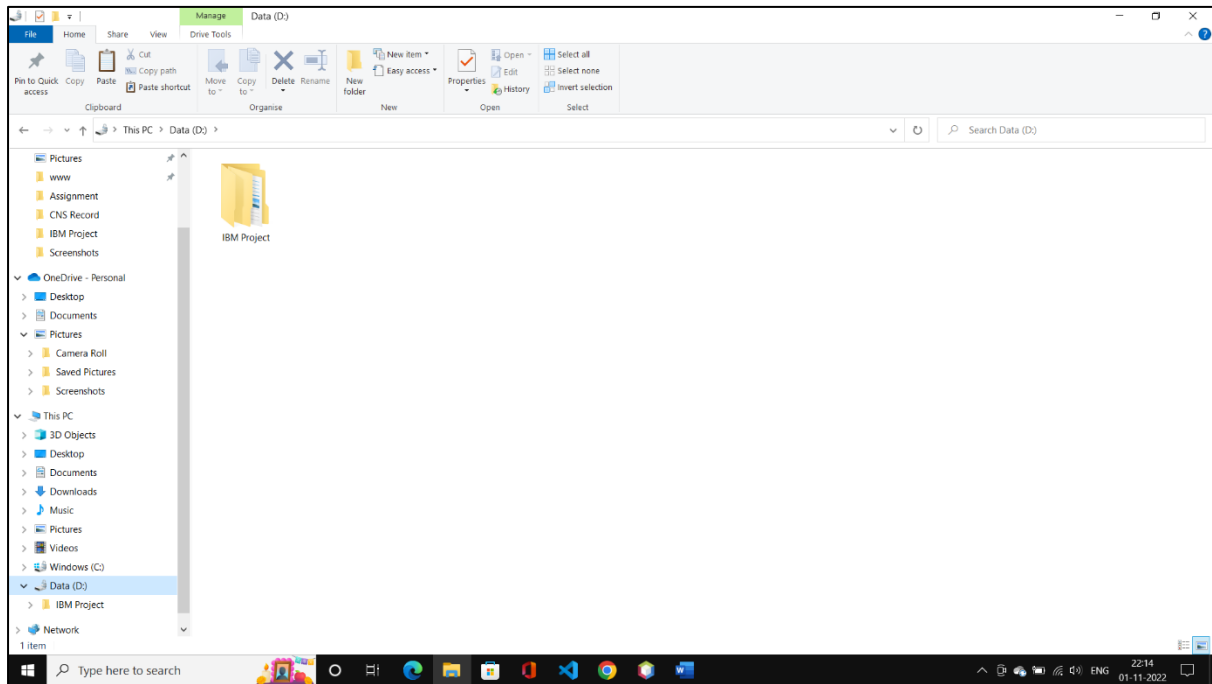 Manage Data (D:)
File Home Share View Drive Tools
Pin to Quick access
Copy
Paste
Cut
Copy path
Paste shortcut
Clipboard
Move to
Copy to
Delete
Rename
Organise
New folder
New item
Easy access
New
Properties
Open
Edit
History
Open
Select all
Select none
Invert selection
Select
This PC > Data (D:) >
Search Data (D:)
Pictures
www
Assignment
CNS Record
IBM Project
Screenshots
OneDrive - Personal
Desktop
Documents
Pictures
Camera Roll
Saved Pictures
Screenshots
This PC
3D Objects
Desktop
Documents
Downloads
Music
Pictures
Videos
Windows (C:)
Data (D:)
IBM Project
Network
1 item
IBM Project
Type here to search
ENG
22:14
01-11-2022